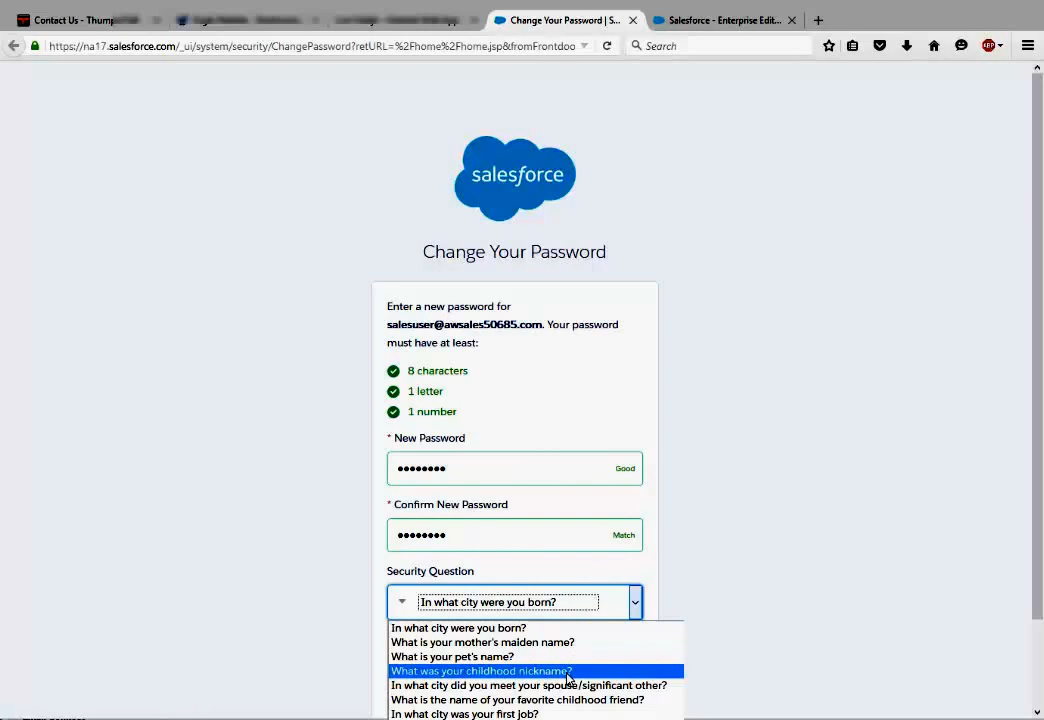 Contact Us - Thump
Change Your Password | S...
Salesforce - Enterprise Edit...
https://na17.salesforce.com/_ui/system/security/ChangePassword?retURL=%2Fhome%2Fhome.jsp&fromFrontdoo
Search
ABP
salesforce
Change Your Password
Enter a new password for
salesuser@awsales50685.com. Your password
must have at least:
8 characters
1 letter
1 number
* New Password
Good
* Confirm New Password
Match
Security Question
In what city were you born?
In what city were you born?
What is your mother's maiden name?
What is your pet's name?
What was your childhood nickname?
In what city did you meet your spouse/significant other?
What is the name of your favorite childhood friend?
In what city was your first job?